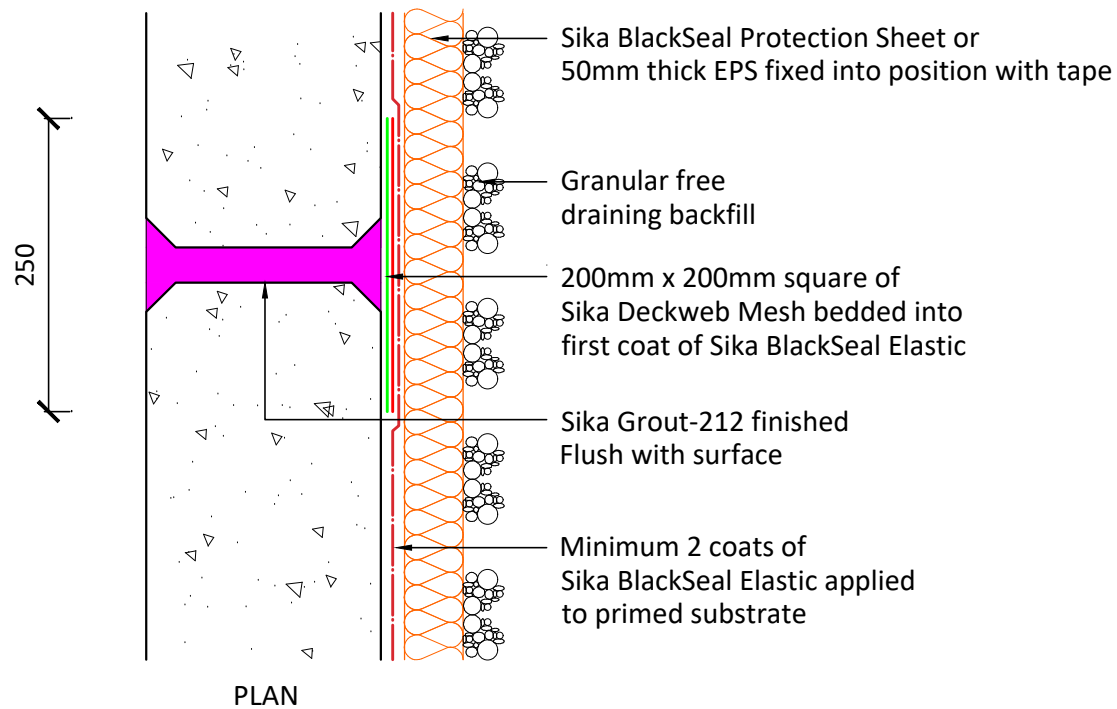 Sika BlackSeal Protection Sheet or
50mm thick EPS fixed into position with tape
Granular free
draining backfill
250
200mm x 200mm square of
Sika Deckweb Mesh bedded into
first coat of Sika BlackSeal Elastic
Sika Grout-212 finished
Flush with surface
Minimum 2 coats of
Sika BlackSeal Elastic applied
to primed substrate
PLAN